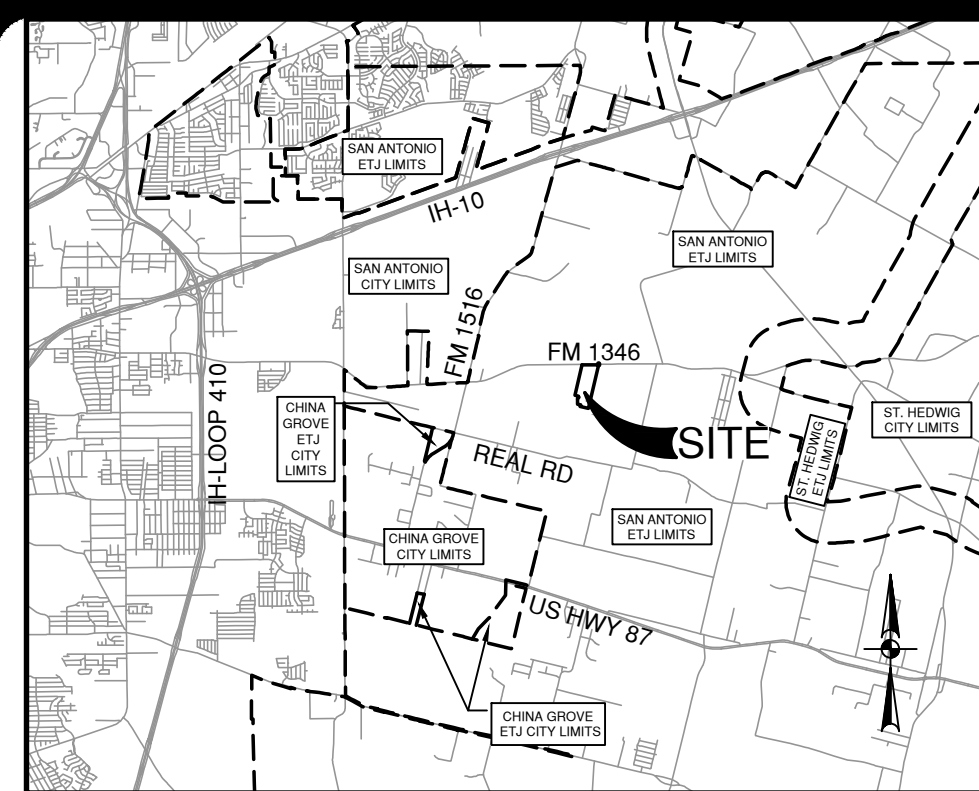 SAN ANTONIO
ETJ LIMITS
IH-10
SAN ANTONIO
ETJ LIMITS
SAN ANTONIO
CITY LIMITS
FM 1516
FM 1346
IH-LOOP 410
CHINA
GROVE
ETJ
CITY
LIMITS
ST. HEDWIG
CITY LIMITS
SITE
REAL RD
ST. HEDWIG
ETJ LIMITS
SAN ANTONIO
ETJ LIMITS
CHINA GROVE
CITY LIMITS
US HWY 87
CHINA GROVE
ETJ CITY LIMITS